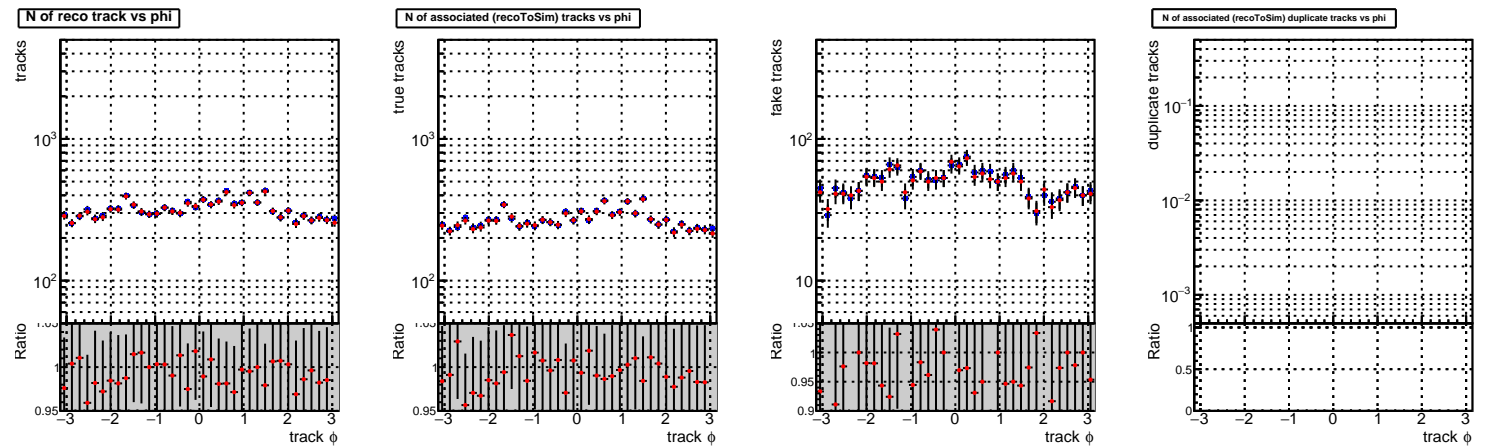 N of reco track vs phi
tracks
10³
10²
Ratio
1
0.95
−3 −2 −1 0 1 2 3
track ϕ
N of associated (recoToSim) tracks vs phi
true tracks
10³
10²
Ratio
1
0.95
−3 −2 −1 0 1 2 3
track ϕ
fake tracks
10²
10
Ratio
1
0.95
0.9
−3 −2 −1 0 1 2 3
track ϕ
N of associated (recoToSim) duplicate tracks vs phi
duplicate tracks
10⁻¹
10⁻²
10⁻³
Ratio
1
0.5
0
−3 −2 −1 0 1 2 3
track ϕ